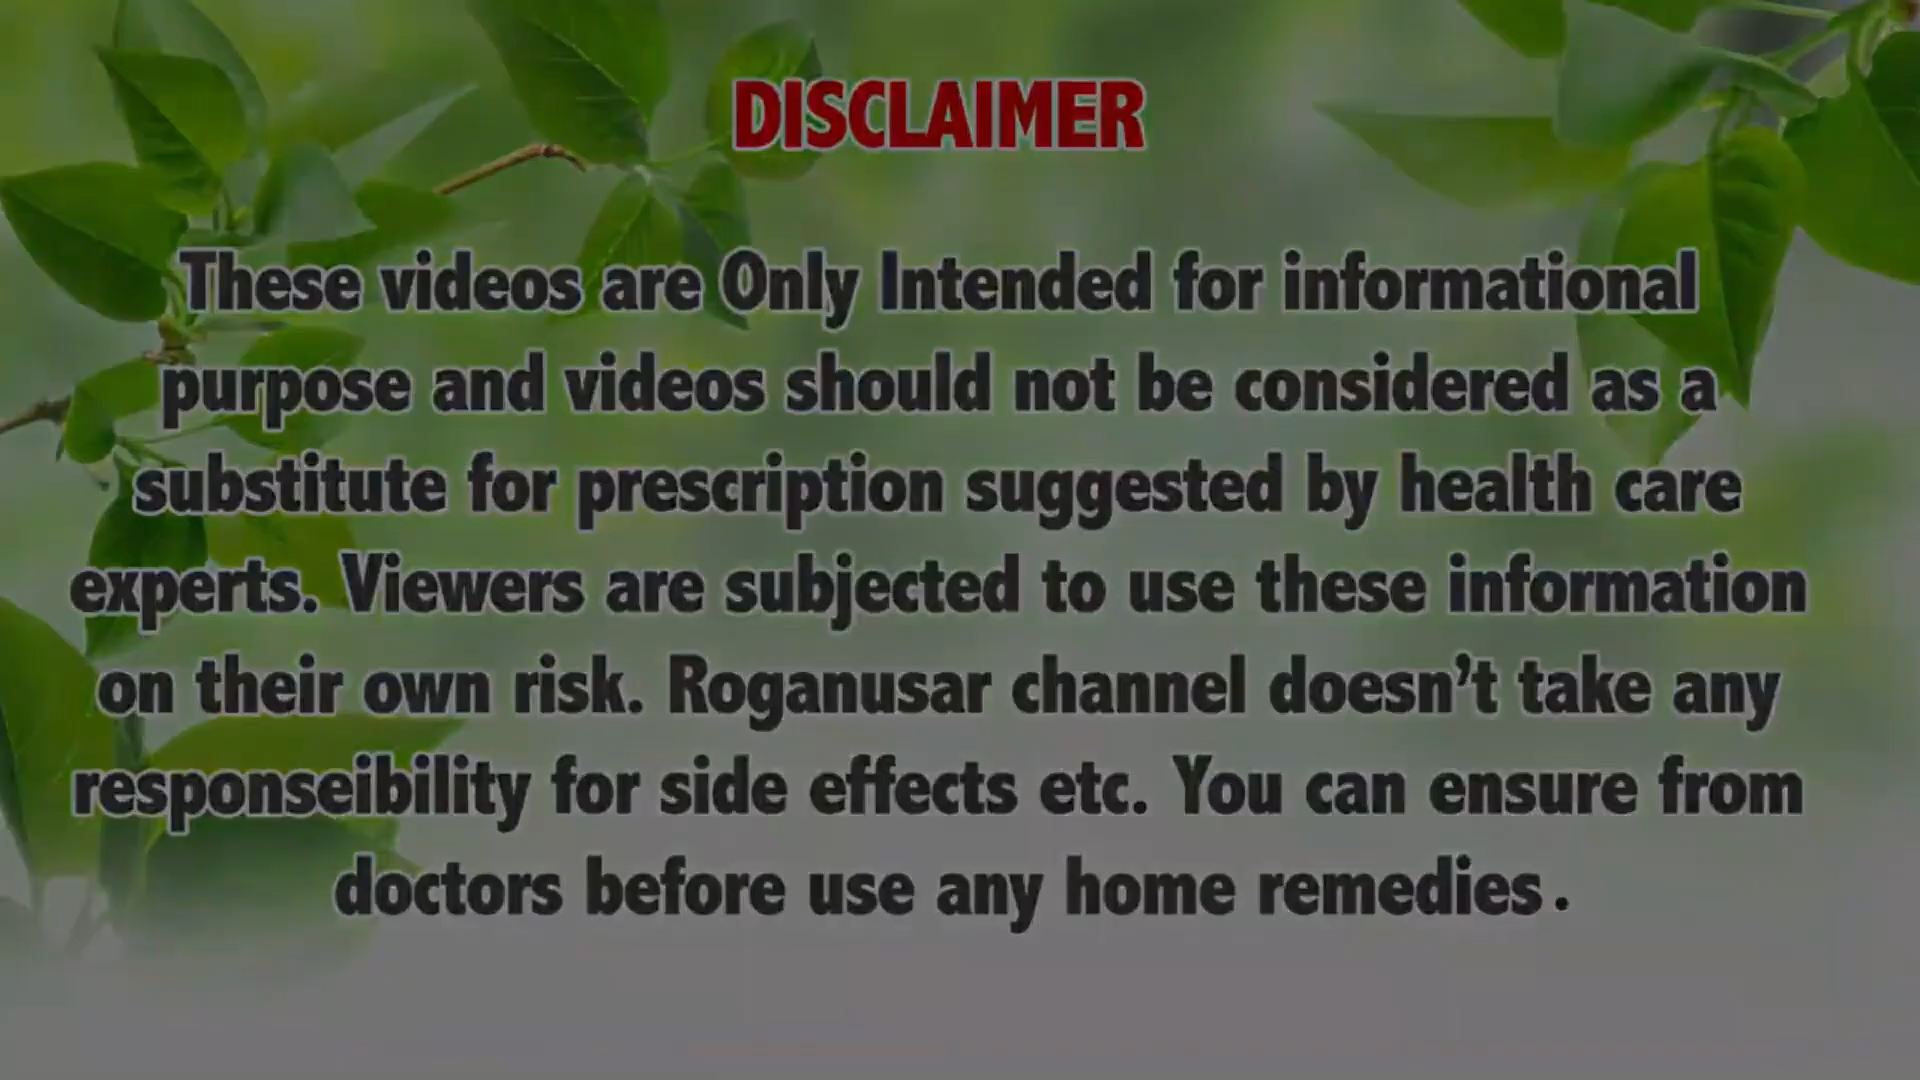 DISCLAIMER
These videos are Only Intended for informational
purpose and videos should not be considered as a
substitute for prescription suggested by health care
experts. Viewers are subjected to use these information
on their own risk. Roganusar channel doesn't take any
responseibility for side effects etc. You can ensure from
doctors before use any home remedies .